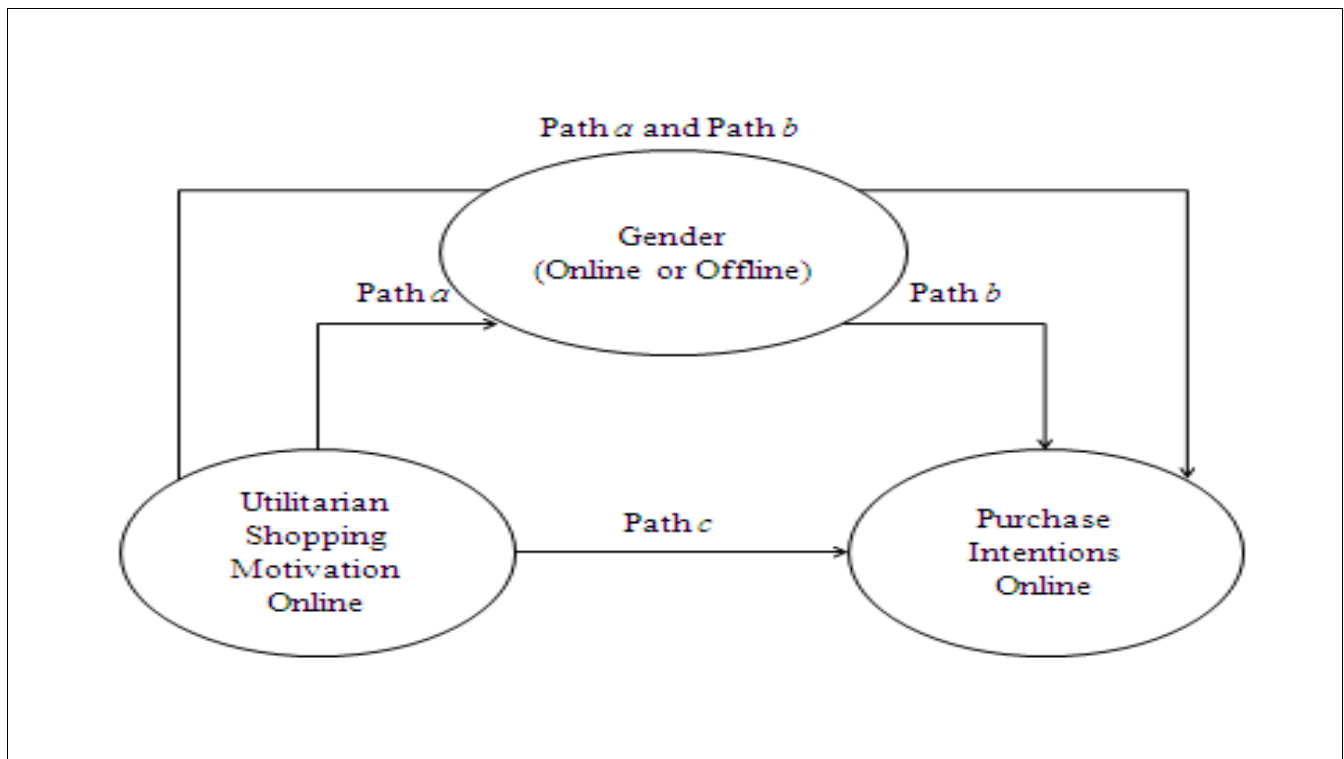 Path a and Path b
Gender
(Online or Offline)
Path a
Path b
Utilitarian
Shopping
Motivation
Online
Path c
Purchase
Intentions
Online